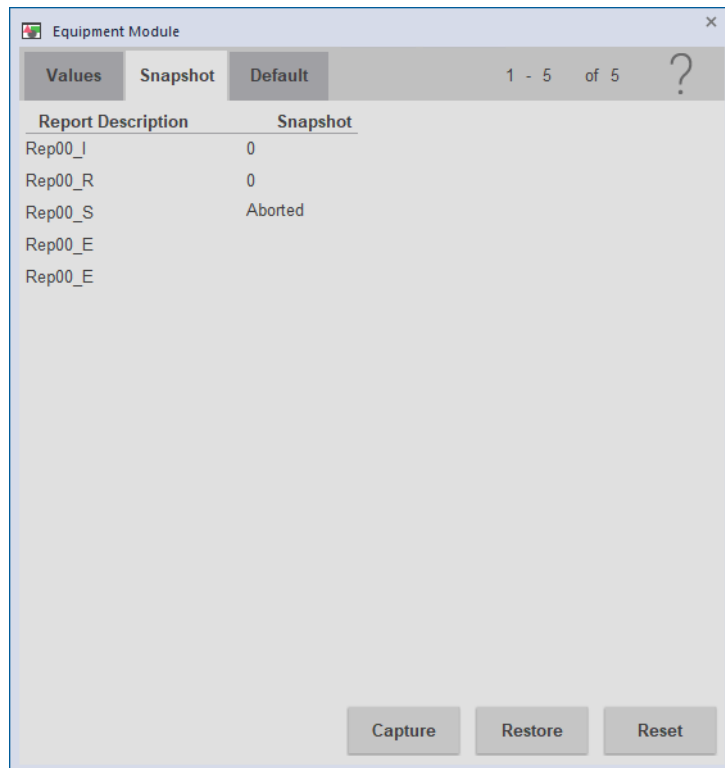 Equipment Module
Values Snapshot Default 1 - 5 of 5 ?
Report Description Snapshot
Rep00_I 0
Rep00_R 0
Rep00_S Aborted
Rep00_E
Rep00_E
Capture Restore Reset